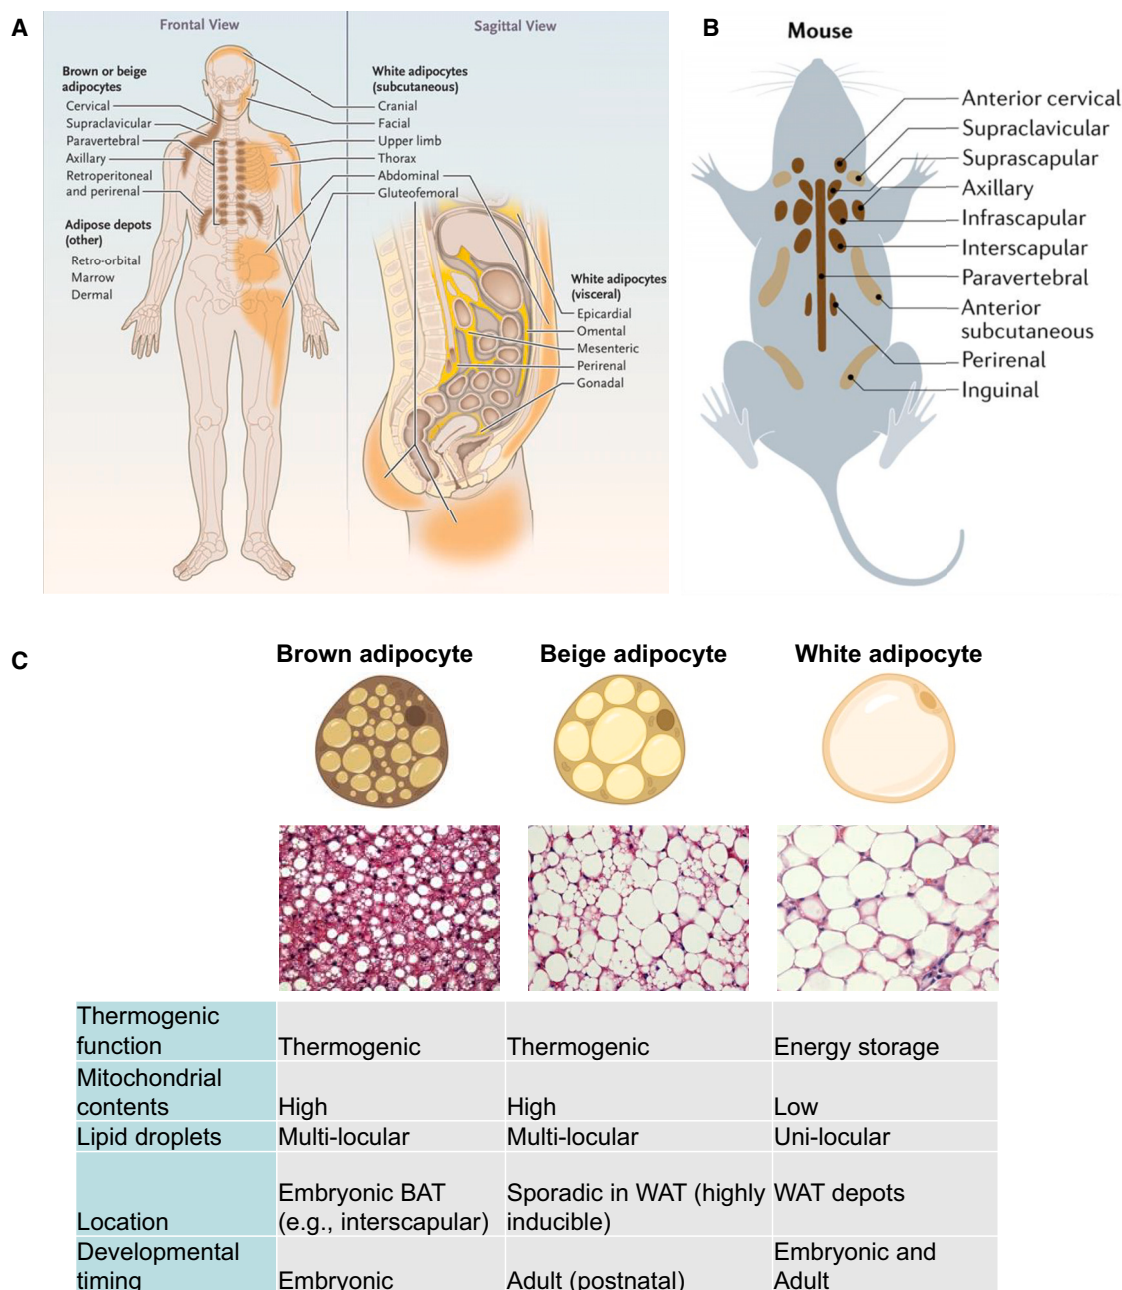 A
Frontal View
Sagittal View
Brown or beige
adipocytes
Cervical
Supraclavicular
Paravertebral
Axillary
Retroperitoneal
and perirenal
Adipose depots
(other)
Retro-orbital
Marrow
Dermal
White adipocytes
(subcutaneous)
Cranial
Facial
Upper limb
Thorax
Abdominal
Gluteofemoral
White adipocytes
(visceral)
Epicardial
Omental
Mesenteric
Perirenal
Gonadal
B
Mouse
Anterior cervical
Supraclavicular
Suprascapular
Axillary
Infrascapular
Interscapular
Paravertebral
Anterior
subcutaneous
Perirenal
Inguinal
C
Brown adipocyte
Beige adipocyte
White adipocyte
Thermogenic
function
Thermogenic
Thermogenic
Energy storage
Mitochondrial
contents
High
High
Low
Lipid droplets
Multi-locular
Multi-locular
Uni-locular
Location
Embryonic BAT
(e.g., interscapular)
Sporadic in WAT (highly
inducible)
WAT depots
Developmental
timing
Embryonic
Adult (postnatal)
Embryonic and
Adult